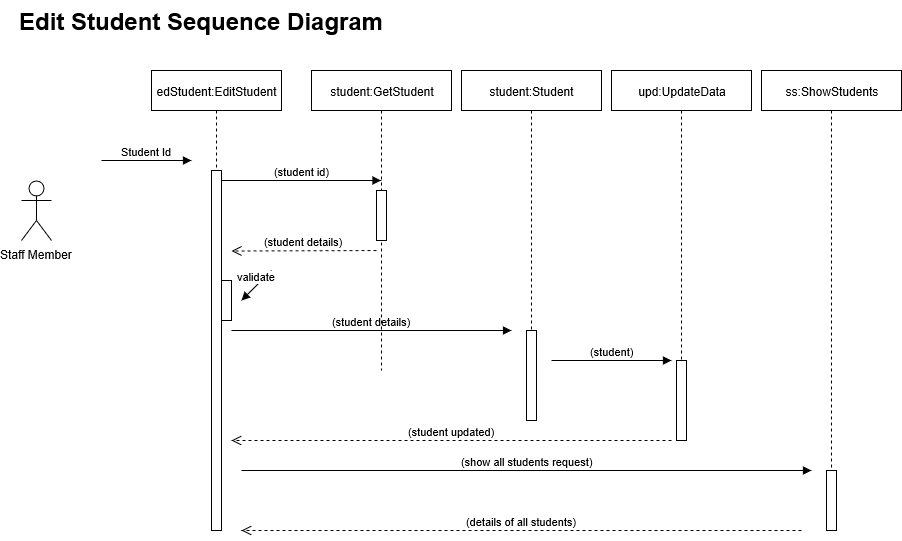 Edit Student Sequence Diagram
edStudent:EditStudent
student:GetStudent
student:Student
upd:UpdateData
ss:ShowStudents
Student Id
(student id)
Staff Member
(student details)
validate
(student details)
(student)
(student updated)
(show all students request)
(details of all students)